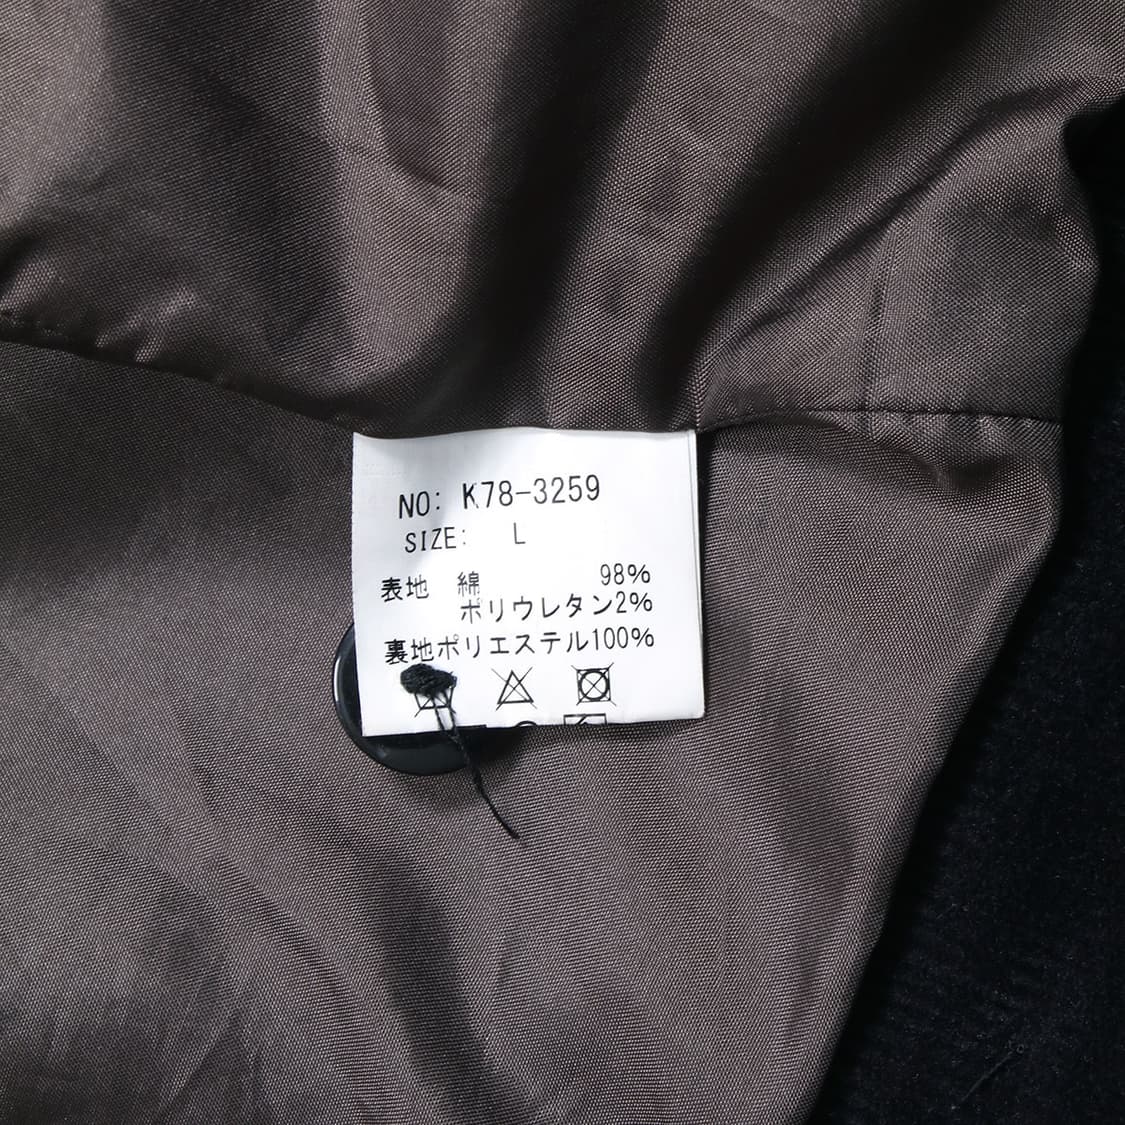 NO: K78-3259
SIZE: L
表地 綿 98%
ポリウレタン2%
裏地ポリエステル100%